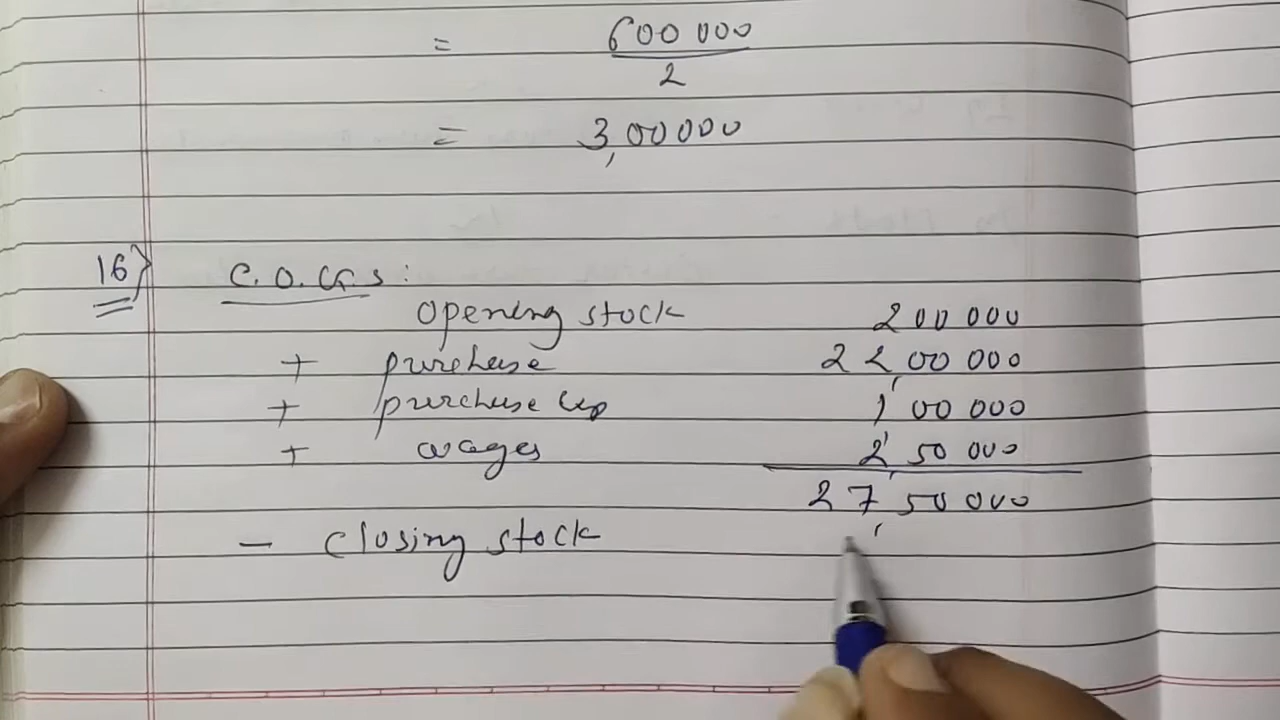 = 600 000
2
= 3,00000
16} C.O.G.S:
Opening stock 200 000
+ purchase 22,00 000
+ purchase exp 1,00 000
+ wages 2,50 000
27,50 000
- Closing stock